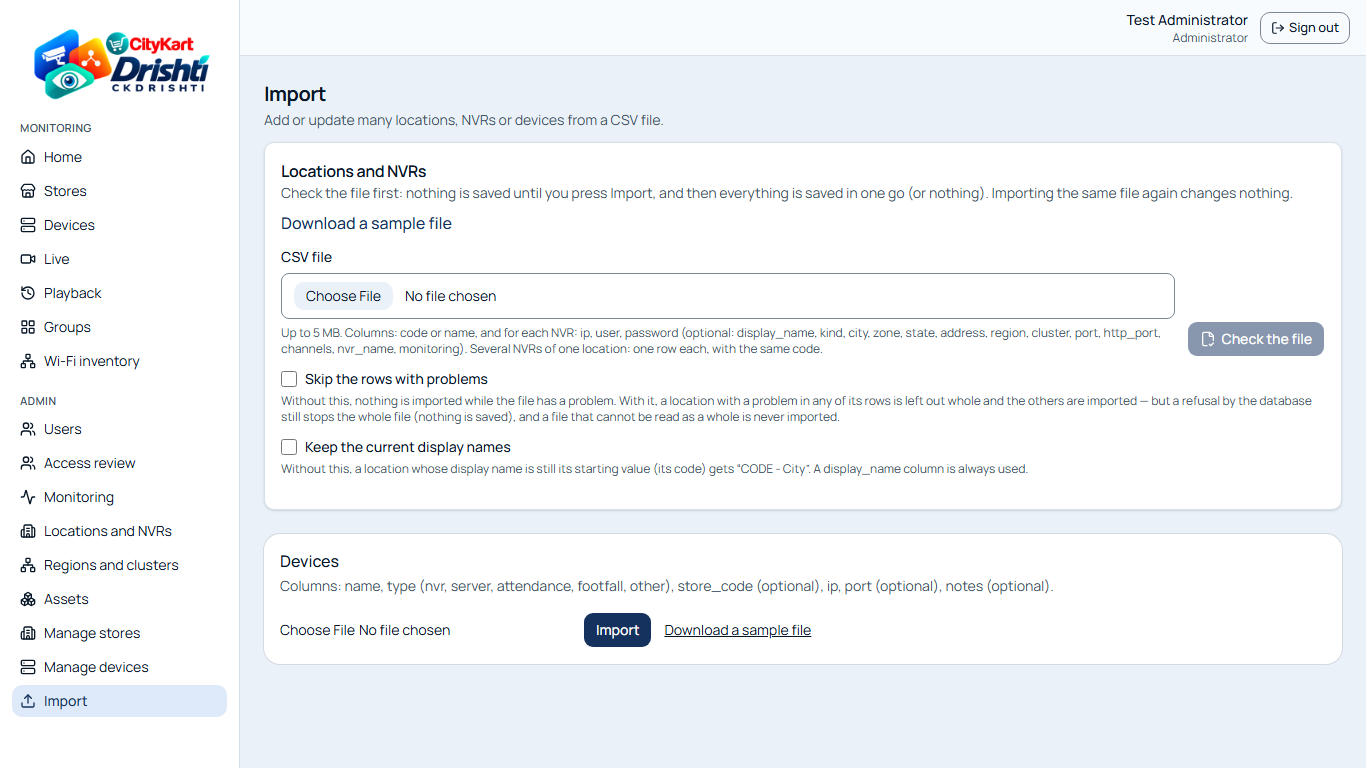 CityKart
Drishti
CKDRISHTI
MONITORING
Home
Stores
Devices
Live
Playback
Groups
Wi-Fi inventory
ADMIN
Users
Access review
Monitoring
Locations and NVRs
Regions and clusters
Assets
Manage stores
Manage devices
Import
Test Administrator
Administrator
Sign out
Import
Add or update many locations, NVRs or devices from a CSV file.
Locations and NVRs
Check the file first: nothing is saved until you press Import, and then everything is saved in one go (or nothing). Importing the same file again changes nothing.
Download a sample file
CSV file
Choose File No file chosen
Up to 5 MB. Columns: code or name, and for each NVR: ip, user, password (optional: display_name, kind, city, zone, state, address, region, cluster, port, http_port,
channels, nvr_name, monitoring). Several NVRs of one location: one row each, with the same code.
Check the file
Skip the rows with problems
Without this, nothing is imported while the file has a problem. With it, a location with a problem in any of its rows is left out whole and the others are imported — but a refusal by the database
still stops the whole file (nothing is saved), and a file that cannot be read as a whole is never imported.
Keep the current display names
Without this, a location whose display name is still its starting value (its code) gets “CODE - City”. A display_name column is always used.
Devices
Columns: name, type (nvr, server, attendance, footfall, other), store_code (optional), ip, port (optional), notes (optional).
Choose File No file chosen
Import
Download a sample file